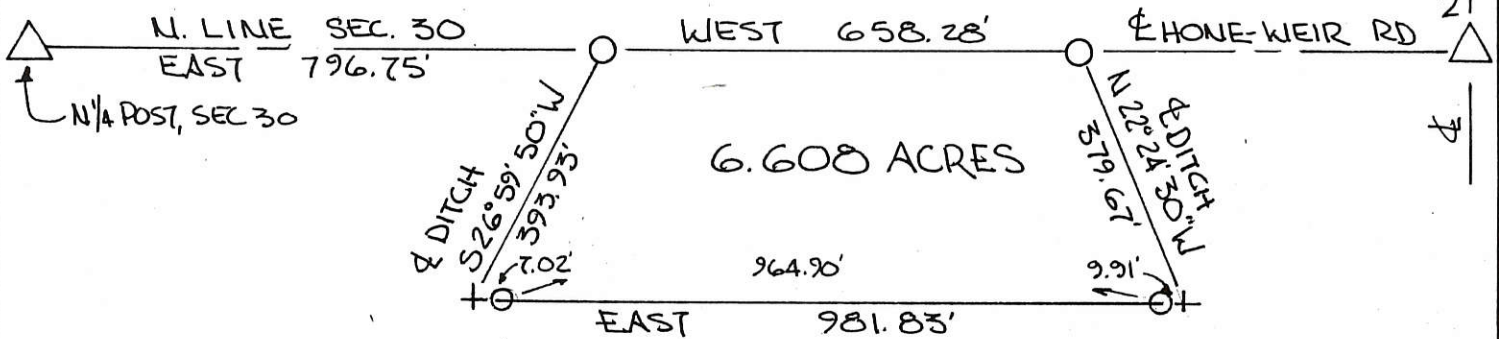 21
N. LINE SEC. 30
EAST 796.75'
WEST 658.28'
℄ HONE-WEIR RD
N¼ POST, SEC 30
℄ DITCH
S26°59'50"W
393.93'
6.608 ACRES
℄ DITCH
N 22°24'30"W
379.67'
7.02'
964.90'
9.91'
EAST 981.83'